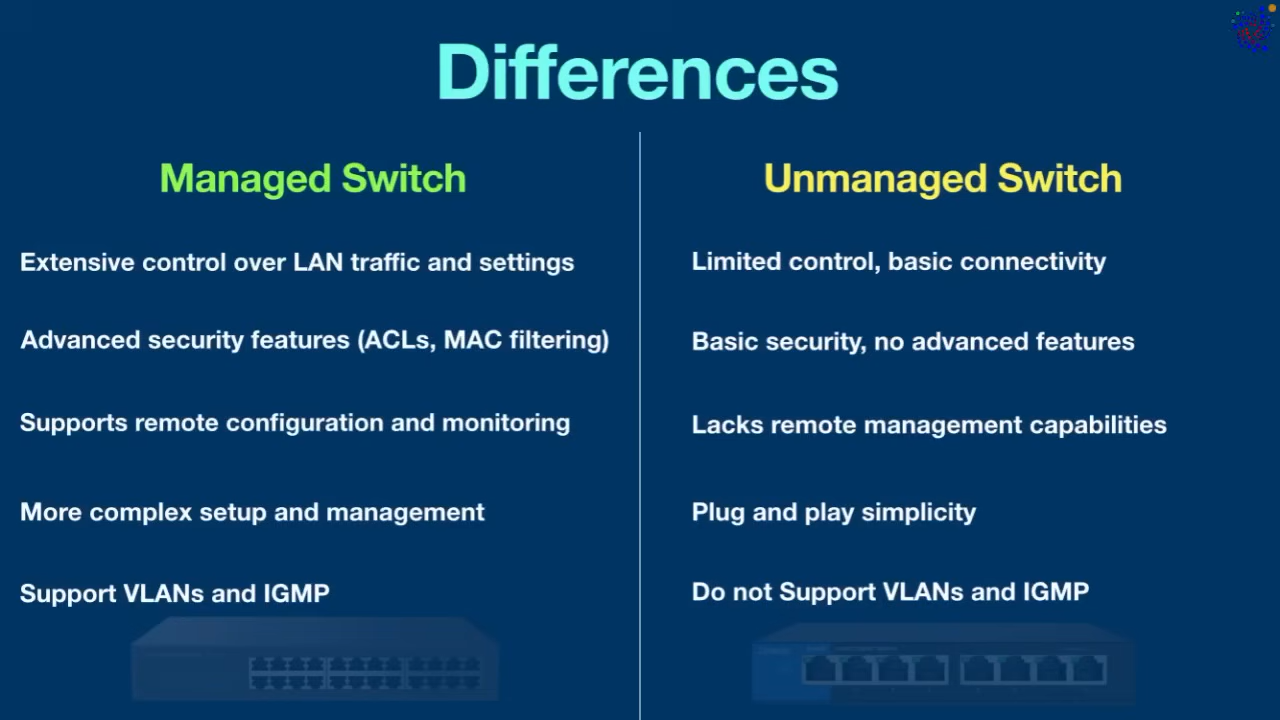 Differences
Managed Switch
Extensive control over LAN traffic and settings
Advanced security features (ACLs, MAC filtering)
Supports remote configuration and monitoring
More complex setup and management
Support VLANs and IGMP
Unmanaged Switch
Limited control, basic connectivity
Basic security, no advanced features
Lacks remote management capabilities
Plug and play simplicity
Do not Support VLANs and IGMP